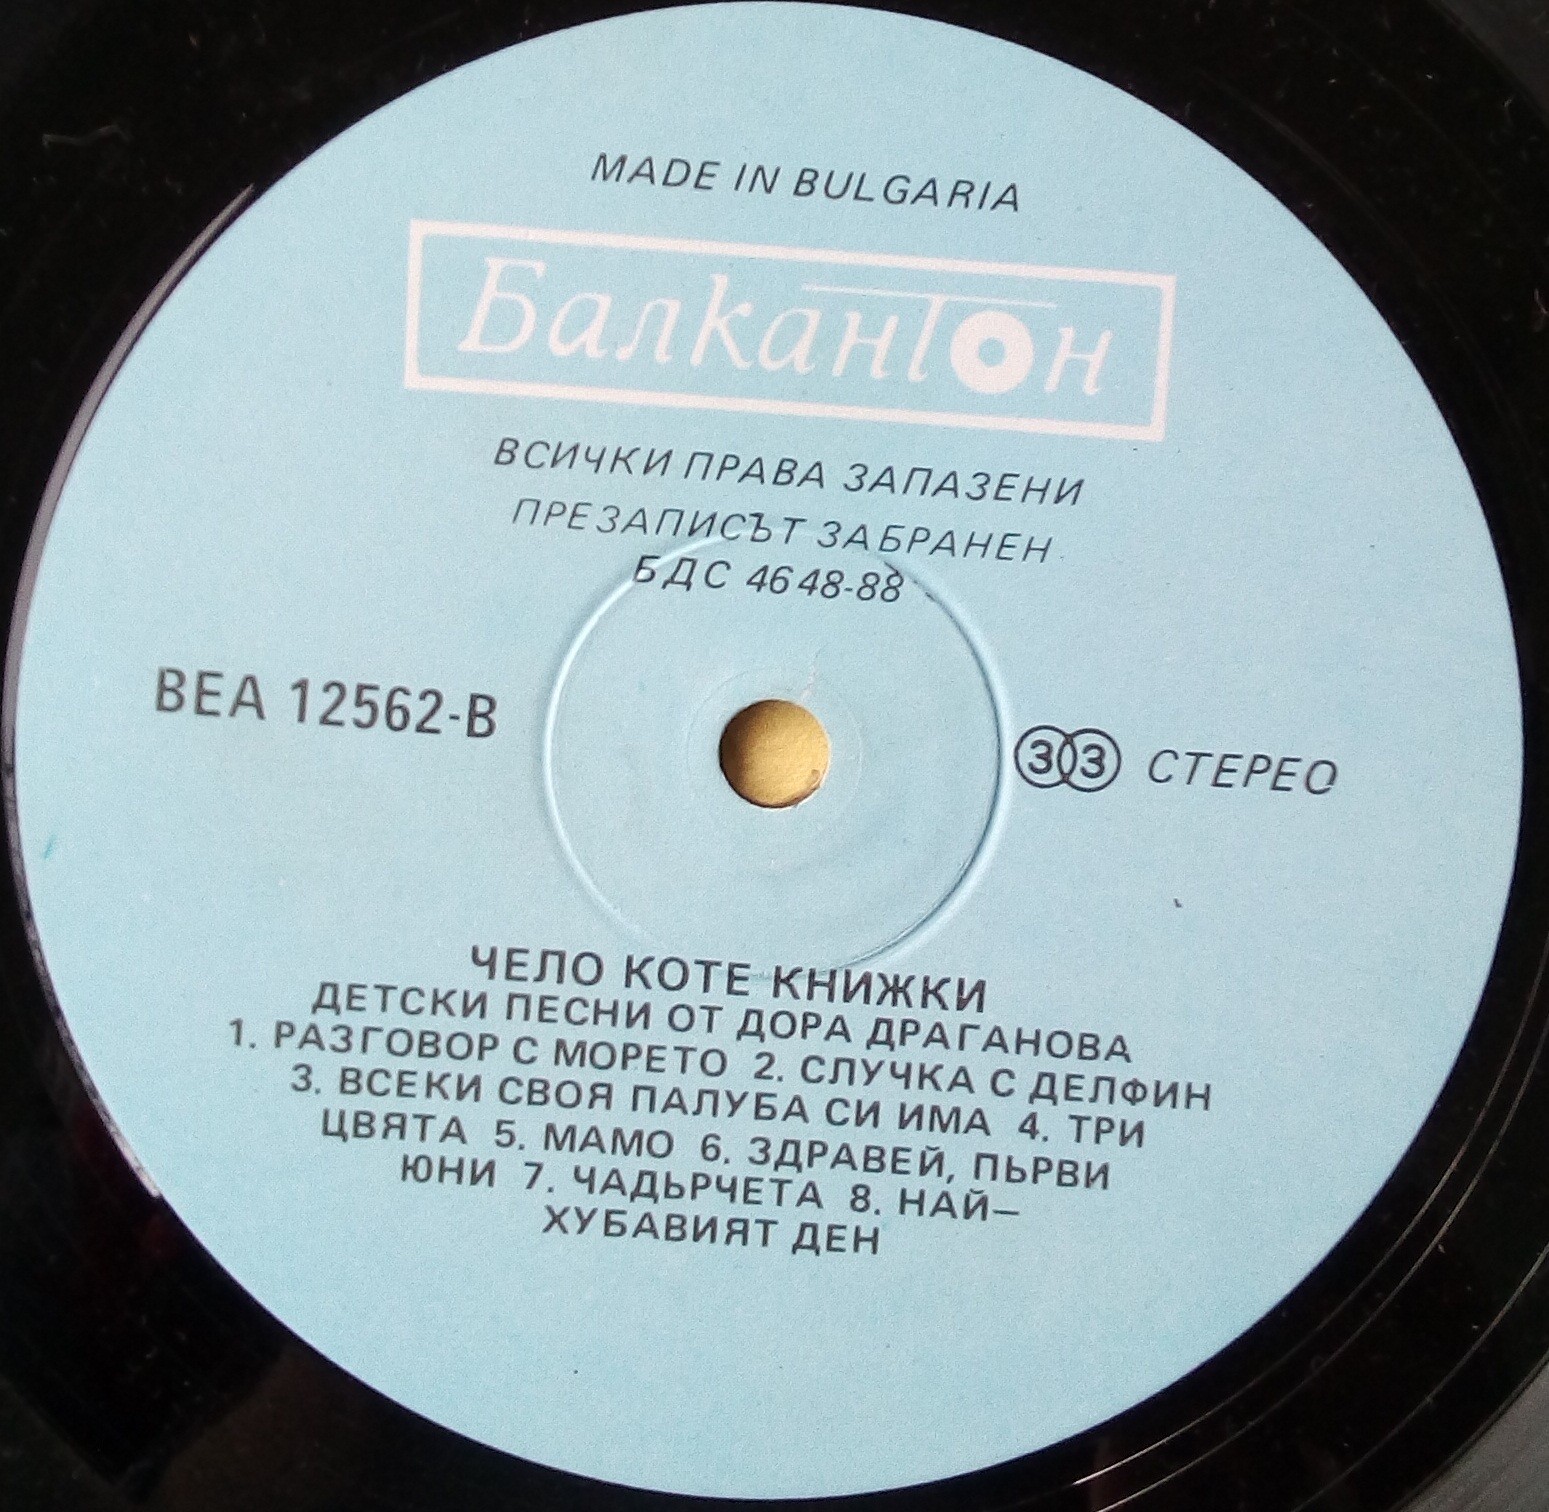 MADE IN BULGARIA
Балкантон
ВСИЧКИ ПРАВА ЗАПАЗЕНИ
ПРЕЗАПИСЪТ ЗАБРАНЕН
БДС 4648-88
ВЕА 12562-В
33 СТЕРЕО
ЧЕЛО КОТЕ КНИЖКИ
ДЕТСКИ ПЕСНИ ОТ ДОРА ДРАГАНОВА
1. РАЗГОВОР С МОРЕТО 2. СЛУЧКА С ДЕЛФИН
3. ВСЕКИ СВОЯ ПАЛУБА СИ ИМА 4. ТРИ
ЦВЯТА 5. МАМО 6. ЗДРАВЕЙ, ПЬРВИ
ЮНИ 7. ЧАДЬРЧЕТА 8. НАЙ–
ХУБАВИЯТ ДЕН